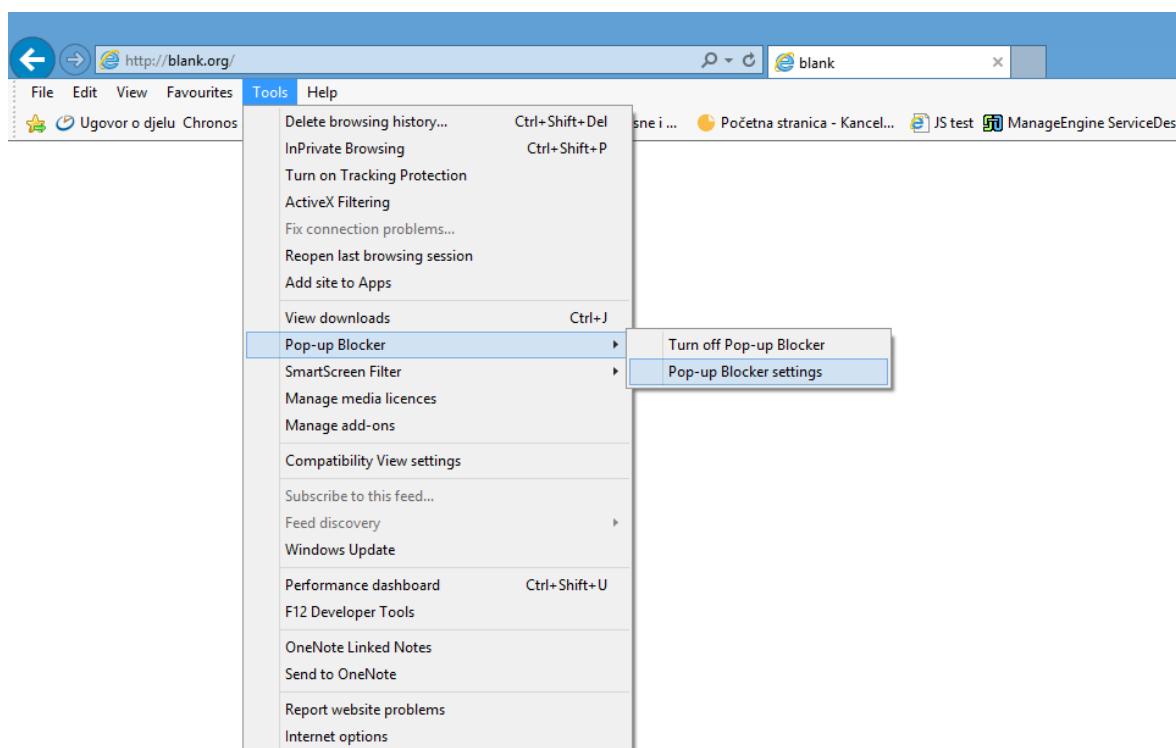 http://blank.org/
blank
File Edit View Favourites Tools Help
Ugovor o djelu Chronos
sne i ...
Početna stranica - Kancel...
JS test
ManageEngine ServiceDes
Delete browsing history... Ctrl+Shift+Del
InPrivate Browsing Ctrl+Shift+P
Turn on Tracking Protection
ActiveX Filtering
Fix connection problems...
Reopen last browsing session
Add site to Apps
View downloads Ctrl+J
Pop-up Blocker
Turn off Pop-up Blocker
Pop-up Blocker settings
SmartScreen Filter
Manage media licences
Manage add-ons
Compatibility View settings
Subscribe to this feed...
Feed discovery
Windows Update
Performance dashboard Ctrl+Shift+U
F12 Developer Tools
OneNote Linked Notes
Send to OneNote
Report website problems
Internet options